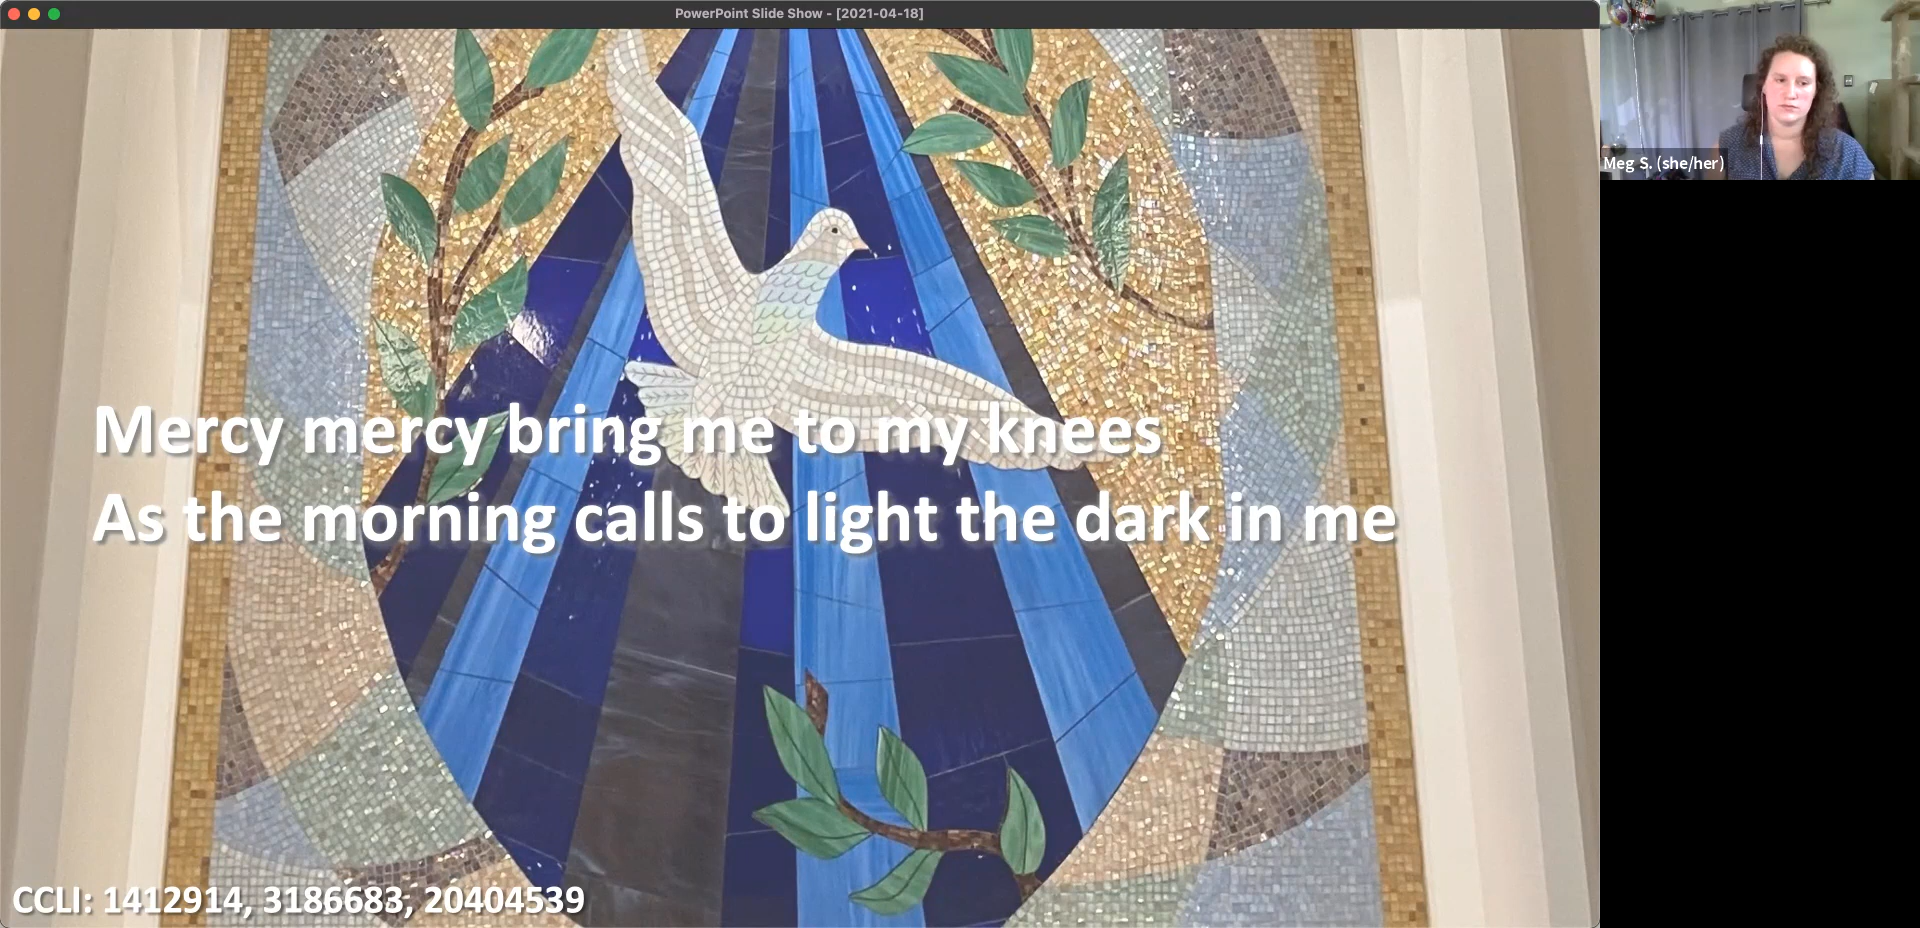 PowerPoint Slide Show - [2021-04-18]
Meg S. (she/her)
Mercy mercy bring me to my knees
As the morning calls to light the dark in me
CCLI: 1412914, 3186683, 20404539